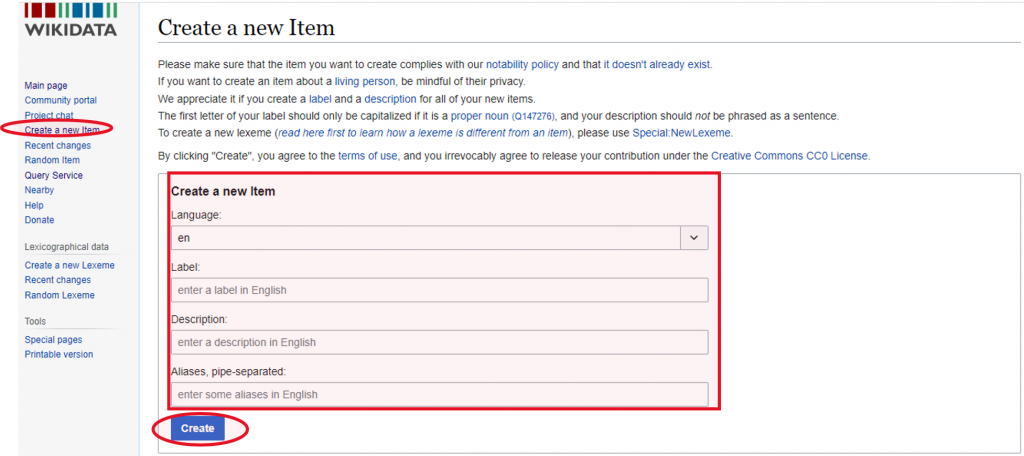 WIKIDATA
Main page
Community portal
Project chat
Create a new Item
Recent changes
Random Item
Query Service
Nearby
Help
Donate
Lexicographical data
Create a new Lexeme
Recent changes
Random Lexeme
Tools
Special pages
Printable version
Create a new Item
Please make sure that the item you want to create complies with our notability policy and that it doesn't already exist.
If you want to create an item about a living person, be mindful of their privacy.
We appreciate it if you create a label and a description for all of your new items.
The first letter of your label should only be capitalized if it is a proper noun (Q147276), and your description should not be phrased as a sentence.
To create a new lexeme (read here first to learn how a lexeme is different from an item), please use Special:NewLexeme.
By clicking "Create", you agree to the terms of use, and you irrevocably agree to release your contribution under the Creative Commons CC0 License.
Create a new Item
Language:
en
Label:
enter a label in English
Description:
enter a description in English
Aliases, pipe-separated:
enter some aliases in English
Create